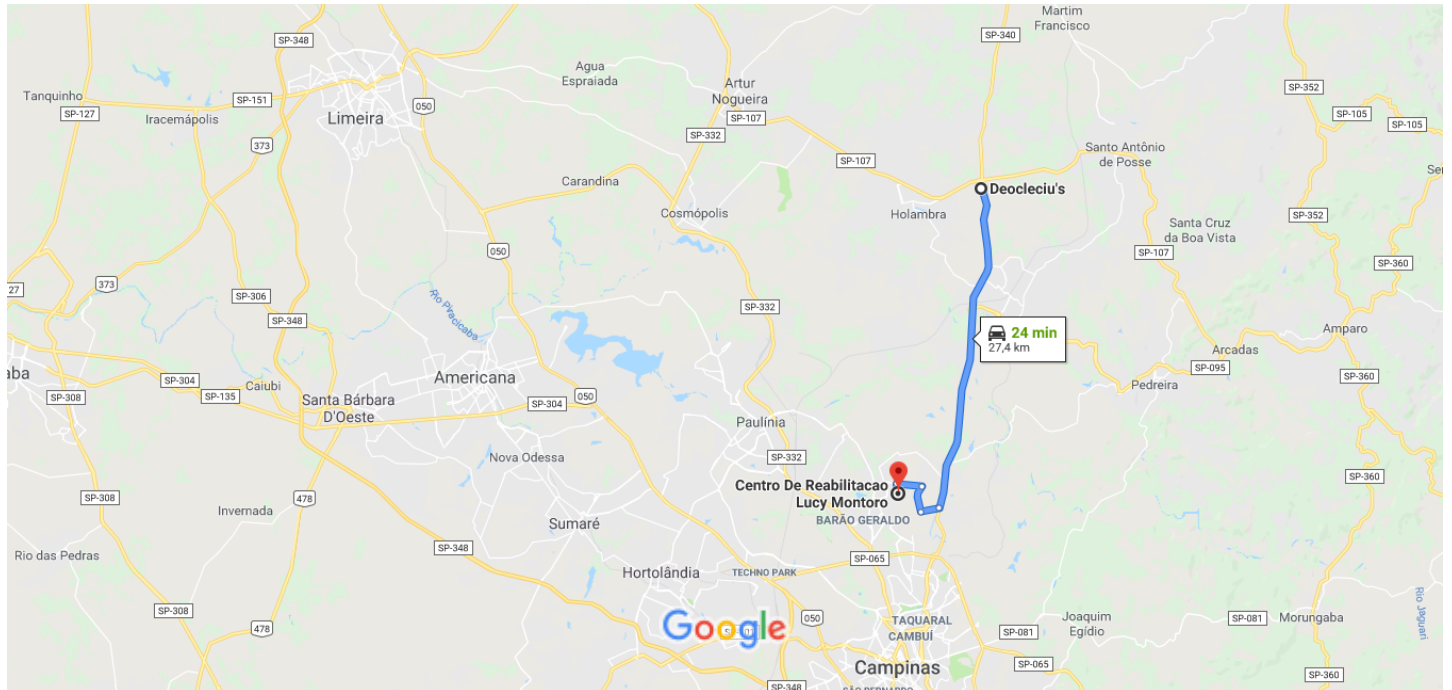 Martim
Francisco
SP-348
SP-340
Agua
Espraiada
Artur
Nogueira
SP-352
Tanquinho
SP-151
050
SP-127
Iracemápolis
Limeira
SP-107
SP-105
SP-105
SP-332
373
Santo Antônio
de Posse
SP-107
Carandina
Deocleciu's
Cosmópolis
Holambra
SP-352
Santa Cruz
da Boa Vista
050
SP-107
SP-360
373
27
Rio Piracicaba
SP-306
SP-332
SP-348
24 min
27,4 km
Amparo
Arcadas
SP-095
aba
Americana
SP-304
Caiubi
SP-135
SP-308
Santa Bárbara
D'Oeste
SP-304
050
SP-360
Pedreira
Paulínia
Nova Odessa
SP-332
SP-360
Centro De Reabilitacao
Lucy Montoro
SP-308
478
Invernada
BARÃO GERALDO
Sumaré
SP-348
Rio das Pedras
SP-065
Hortolândia
TECHNO PARK
Rio Jaguari
SP-308
478
Google
050
TAQUARAL
CAMBUÍ
Joaquim
Egídio
SP-081
SP-081
Morungaba
Campinas
SP-065
SP-360
SP-348
SÃO BERNARDO